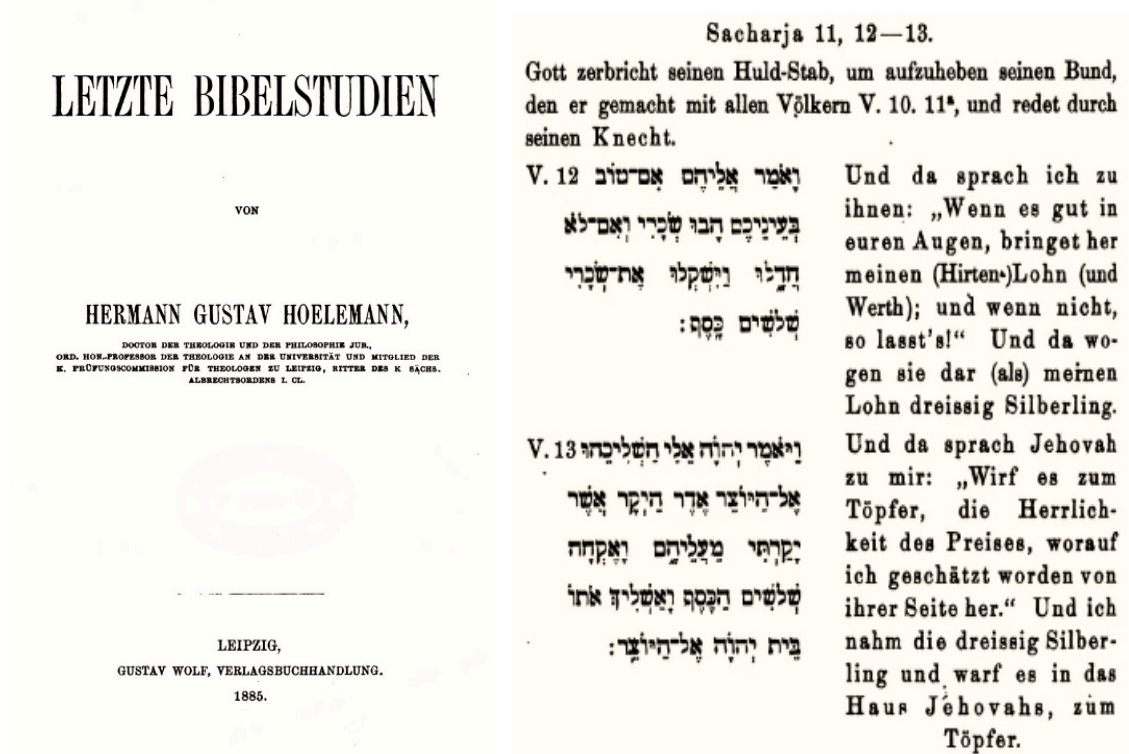 LETZTE BIBELSTUDIEN
VON
HERMANN GUSTAV HOELEMANN,
DOCTOR DER THEOLOGIE UND DER PHILOSOPHIE JUB.,
ORD. HON.-PROFESSOR DER THEOLOGIE AN DER UNIVERSITÄT UND MITGLIED DER
K. PRÜFUNGSCOMMISSION FÜR THEOLOGEN ZU LEIPZIG, RITTER DES K SÄCHS.
ALBRECHTSORDENS I. CL.
LEIPZIG,
GUSTAV WOLF, VERLAGSBUCHHANDLUNG.
1885.
Sacharja 11, 12—13.
Gott zerbricht seinen Huld-Stab, um aufzuheben seinen Bund,
den er gemacht mit allen Völkern V. 10. 11ª, und redet durch
seinen Knecht.
V. 12 וָאֹמַר אֲלֵיהֶם אִם־טוֹב
בְּעֵינֵיכֶם הָבוּ שְׂכָרִי וְאִם־לֹא
חֲדָלוּ וַיִּשְׁקְלוּ אֶת־שְׂכָרִי
שְׁלֹשִׁים כָּסֶף׃
Und da sprach ich zu
ihnen: „Wenn es gut in
euren Augen, bringet her
meinen (Hirten-)Lohn (und
Werth); und wenn nicht,
so lasst's!“ Und da wo-
gen sie dar (als) meinen
Lohn dreissig Silberling.
V. 13 וַיֹּאמֶר יְהוָֹה אֵלַי הַשְׁלִיכֵהוּ
אֶל־הַיּוֹצֵר אֶדֶר הַיְקָר אֲשֶׁר
יָקַרְתִּי מֵעֲלֵיהֶם וָאֶקְחָה
שְׁלֹשִׁים הַכֶּסֶף וָאַשְׁלִיךְ אֹתוֹ
בֵּית יְהוָֹה אֶל־הַיּוֹצֵר׃
Und da sprach Jehovah
zu mir: „Wirf es zum
Töpfer, die Herrlich-
keit des Preises, worauf
ich geschätzt worden von
ihrer Seite her.“ Und ich
nahm die dreissig Silber-
ling und warf es in das
Haus Jehovahs, zum
Töpfer.